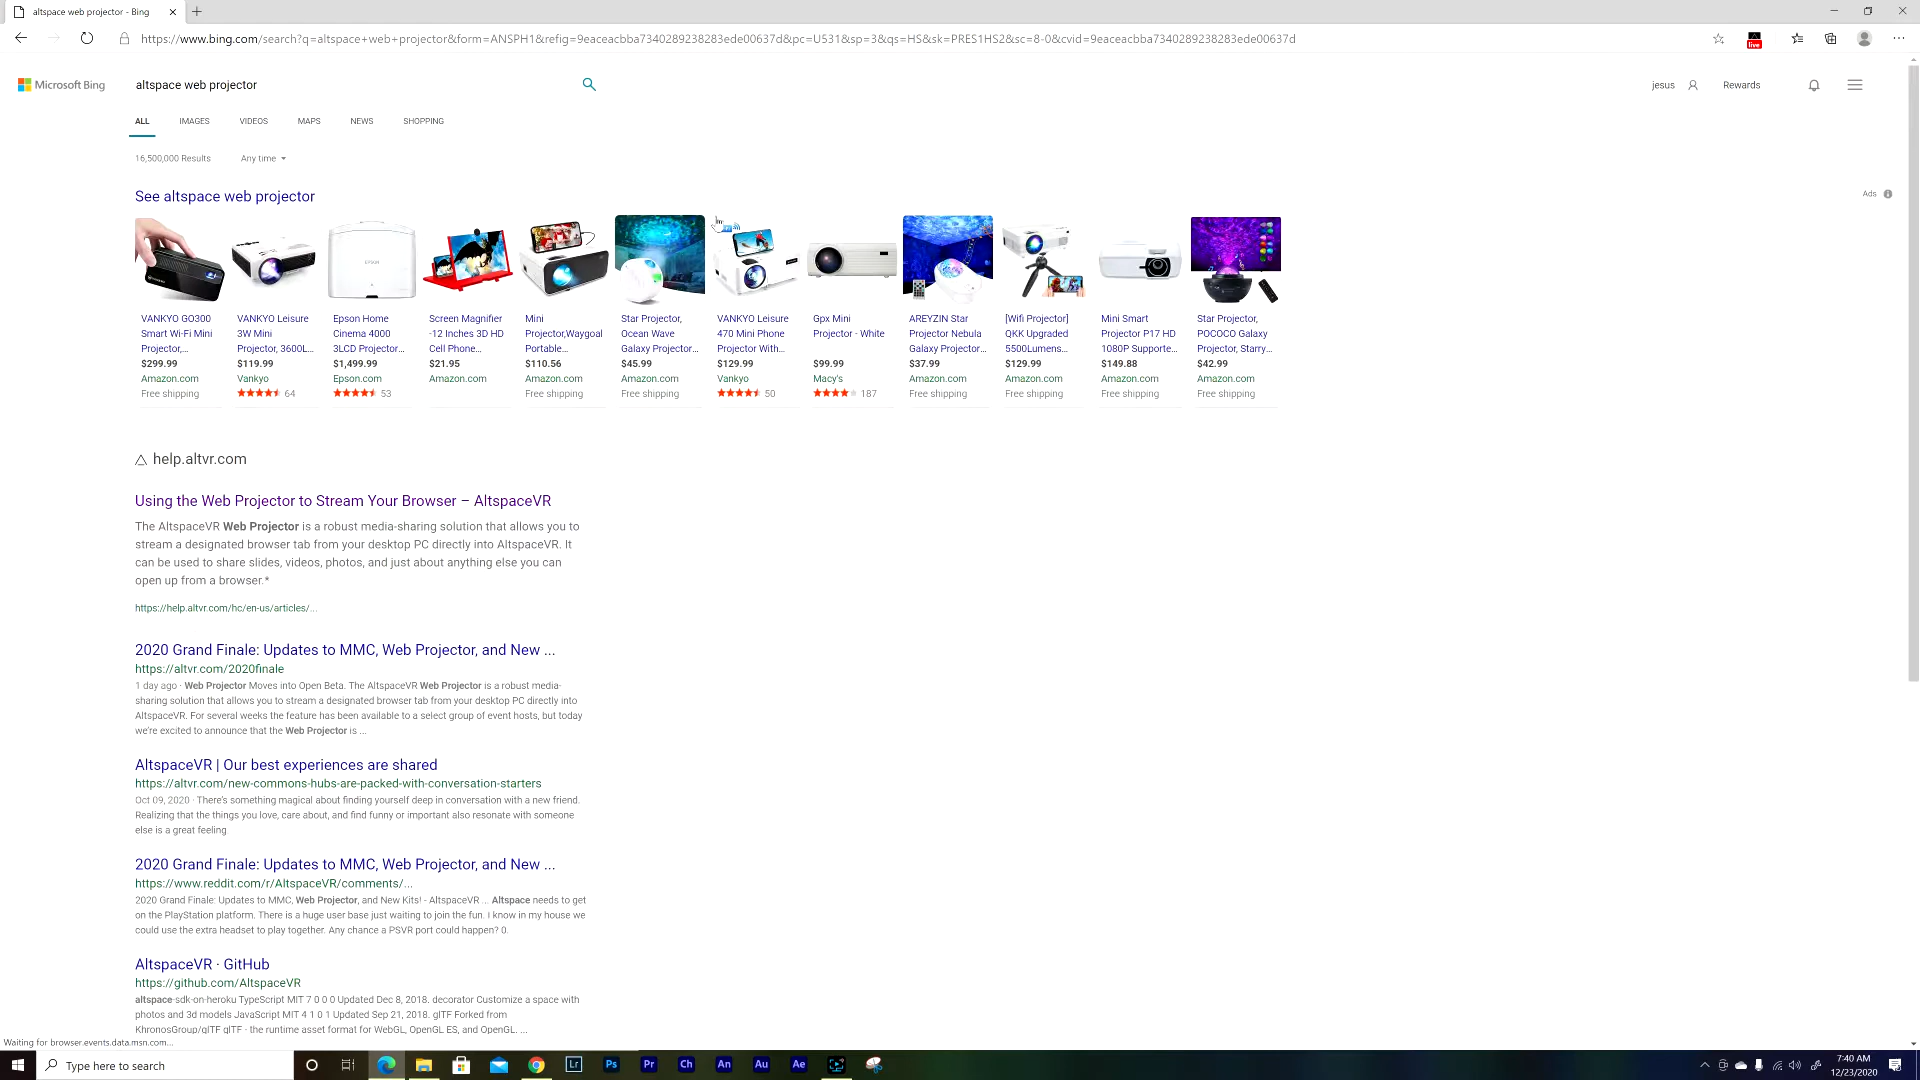 altspace web projector - Bing
https://www.bing.com/search?q=altspace+web+projector&form=ANSPH1&refig=9eaceacbba7340289238283ede00637d&pc=U531&sp=3&qs=HS&sk=PRES1HS2&sc=8-0&cvid=9eaceacbba7340289238283ede00637d
live
Microsoft Bing
altspace web projector
jesus
Rewards
ALL IMAGES VIDEOS MAPS NEWS SHOPPING
16,500,000 Results Any time
See altspace web projector
Ads
EPSON
VANKYO GO300
Smart Wi-Fi Mini
Projector,...
$299.99
Amazon.com
Free shipping
VANKYO Leisure
3W Mini
Projector, 3600L...
$119.99
Vankyo
64
Epson Home
Cinema 4000
3LCD Projector...
$1,499.99
Epson.com
53
Screen Magnifier
-12 Inches 3D HD
Cell Phone...
$21.95
Amazon.com
Mini
Projector,Waygoal
Portable...
$110.56
Amazon.com
Free shipping
Star Projector,
Ocean Wave
Galaxy Projector...
$45.99
Amazon.com
Free shipping
VANKYO Leisure
470 Mini Phone
Projector With...
$129.99
Vankyo
50
Gpx Mini
Projector - White
$99.99
Macy's
187
AREYZIN Star
Projector Nebula
Galaxy Projector...
$37.99
Amazon.com
Free shipping
[Wifi Projector]
QKK Upgraded
5500Lumens...
$129.99
Amazon.com
Free shipping
Mini Smart
Projector P17 HD
1080P Supporte...
$149.88
Amazon.com
Free shipping
Star Projector,
POCOCO Galaxy
Projector, Starry...
$42.99
Amazon.com
Free shipping
help.altvr.com
Using the Web Projector to Stream Your Browser – AltspaceVR
The AltspaceVR Web Projector is a robust media-sharing solution that allows you to
stream a designated browser tab from your desktop PC directly into AltspaceVR. It
can be used to share slides, videos, photos, and just about anything else you can
open up from a browser.*
https://help.altvr.com/hc/en-us/articles/...
2020 Grand Finale: Updates to MMC, Web Projector, and New ...
https://altvr.com/2020finale
1 day ago · Web Projector Moves into Open Beta. The AltspaceVR Web Projector is a robust media-
sharing solution that allows you to stream a designated browser tab from your desktop PC directly into
AltspaceVR. For several weeks the feature has been available to a select group of event hosts, but today
we're excited to announce that the Web Projector is ...
AltspaceVR | Our best experiences are shared
https://altvr.com/new-commons-hubs-are-packed-with-conversation-starters
Oct 09, 2020 · There's something magical about finding yourself deep in conversation with a new friend.
Realizing that the things you love, care about, and find funny or important also resonate with someone
else is a great feeling
2020 Grand Finale: Updates to MMC, Web Projector, and New ...
https://www.reddit.com/r/AltspaceVR/comments/...
2020 Grand Finale: Updates to MMC, Web Projector, and New Kits! - AltspaceVR ... Altspace needs to get
on the PlayStation platform. There is a huge user base just waiting to join the fun. I know in my house we
could use the extra headset to play together. Any chance a PSVR port could happen? 0.
AltspaceVR · GitHub
https://github.com/AltspaceVR
altspace-sdk-on-heroku TypeScript MIT 7 0 0 0 Updated Dec 8, 2018. decorator Customize a space with
photos and 3d models JavaScript MIT 4 1 0 1 Updated Sep 21, 2018. glTF Forked from
KhronosGroup/glTF glTF - the runtime asset format for WebGL, OpenGL ES, and OpenGL. ...
Waiting for browser.events.data.msn.com...
Type here to search
Lr Ps Pr Ch An Au Ae
7:40 AM
12/23/2020